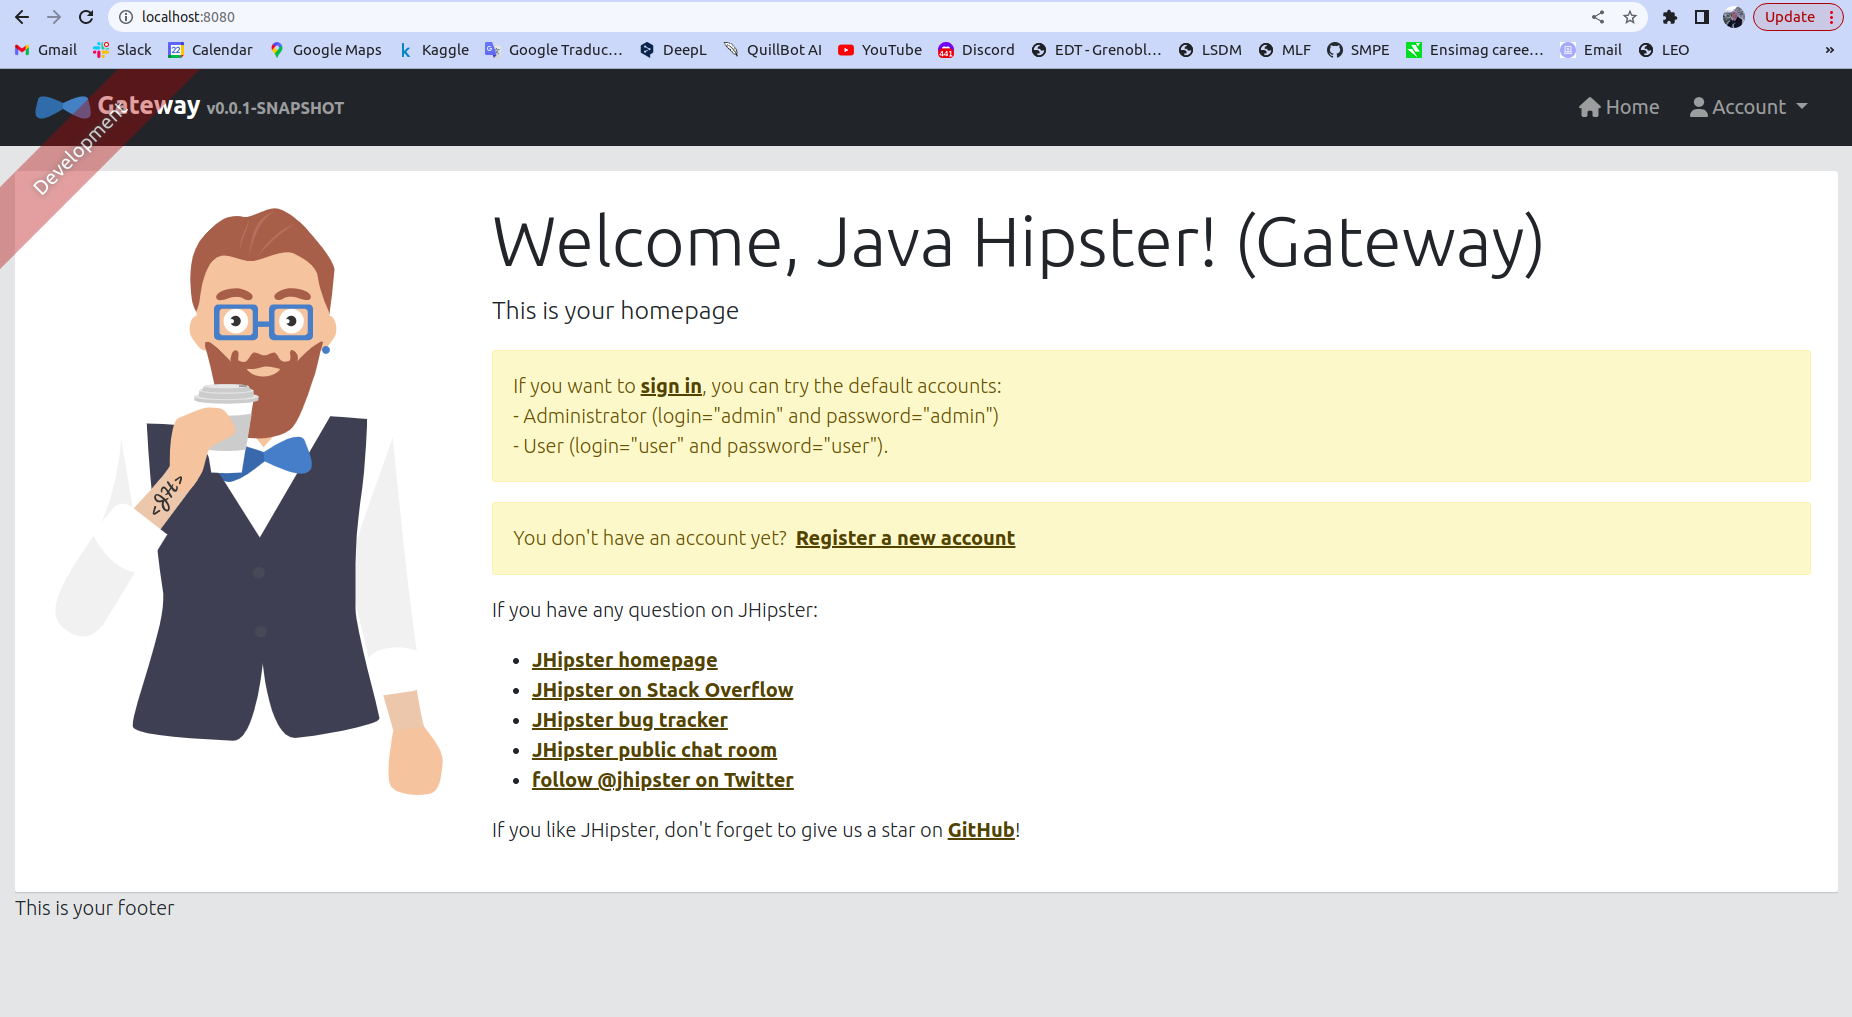 localhost:8080
Update
Gmail Slack Calendar Google Maps Kaggle Google Traduc... DeepL QuillBot AI YouTube Discord EDT - Grenobl... LSDM MLF SMPE Ensimag caree... Email LEO »
Gateway v0.0.1-SNAPSHOT
Home Account
Development
Welcome, Java Hipster! (Gateway)
This is your homepage
If you want to sign in, you can try the default accounts:
- Administrator (login="admin" and password="admin")
- User (login="user" and password="user").
<JH>
You don't have an account yet? Register a new account
If you have any question on JHipster:
• JHipster homepage
• JHipster on Stack Overflow
• JHipster bug tracker
• JHipster public chat room
• follow @jhipster on Twitter
If you like JHipster, don't forget to give us a star on GitHub!
This is your footer